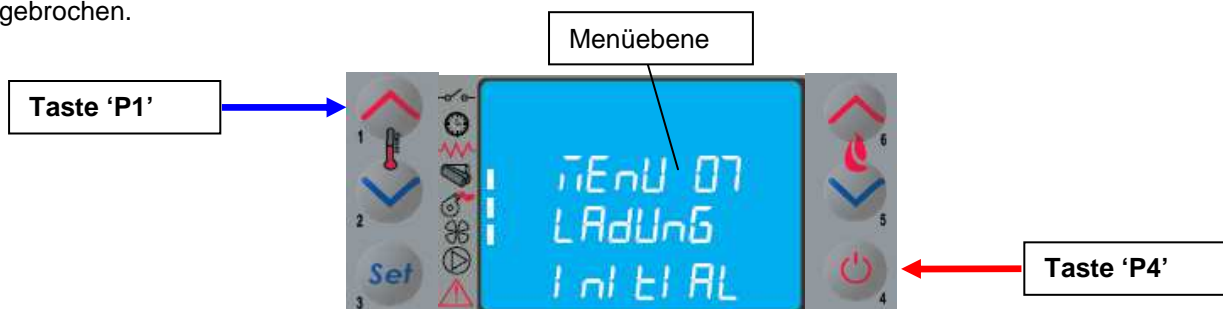 gebrochen.
Menüebene
Taste ‘P1’
1
6
MEnU 07
2
LAdUnG
5
Set
3
InItIAL
4
Taste ‘P4’